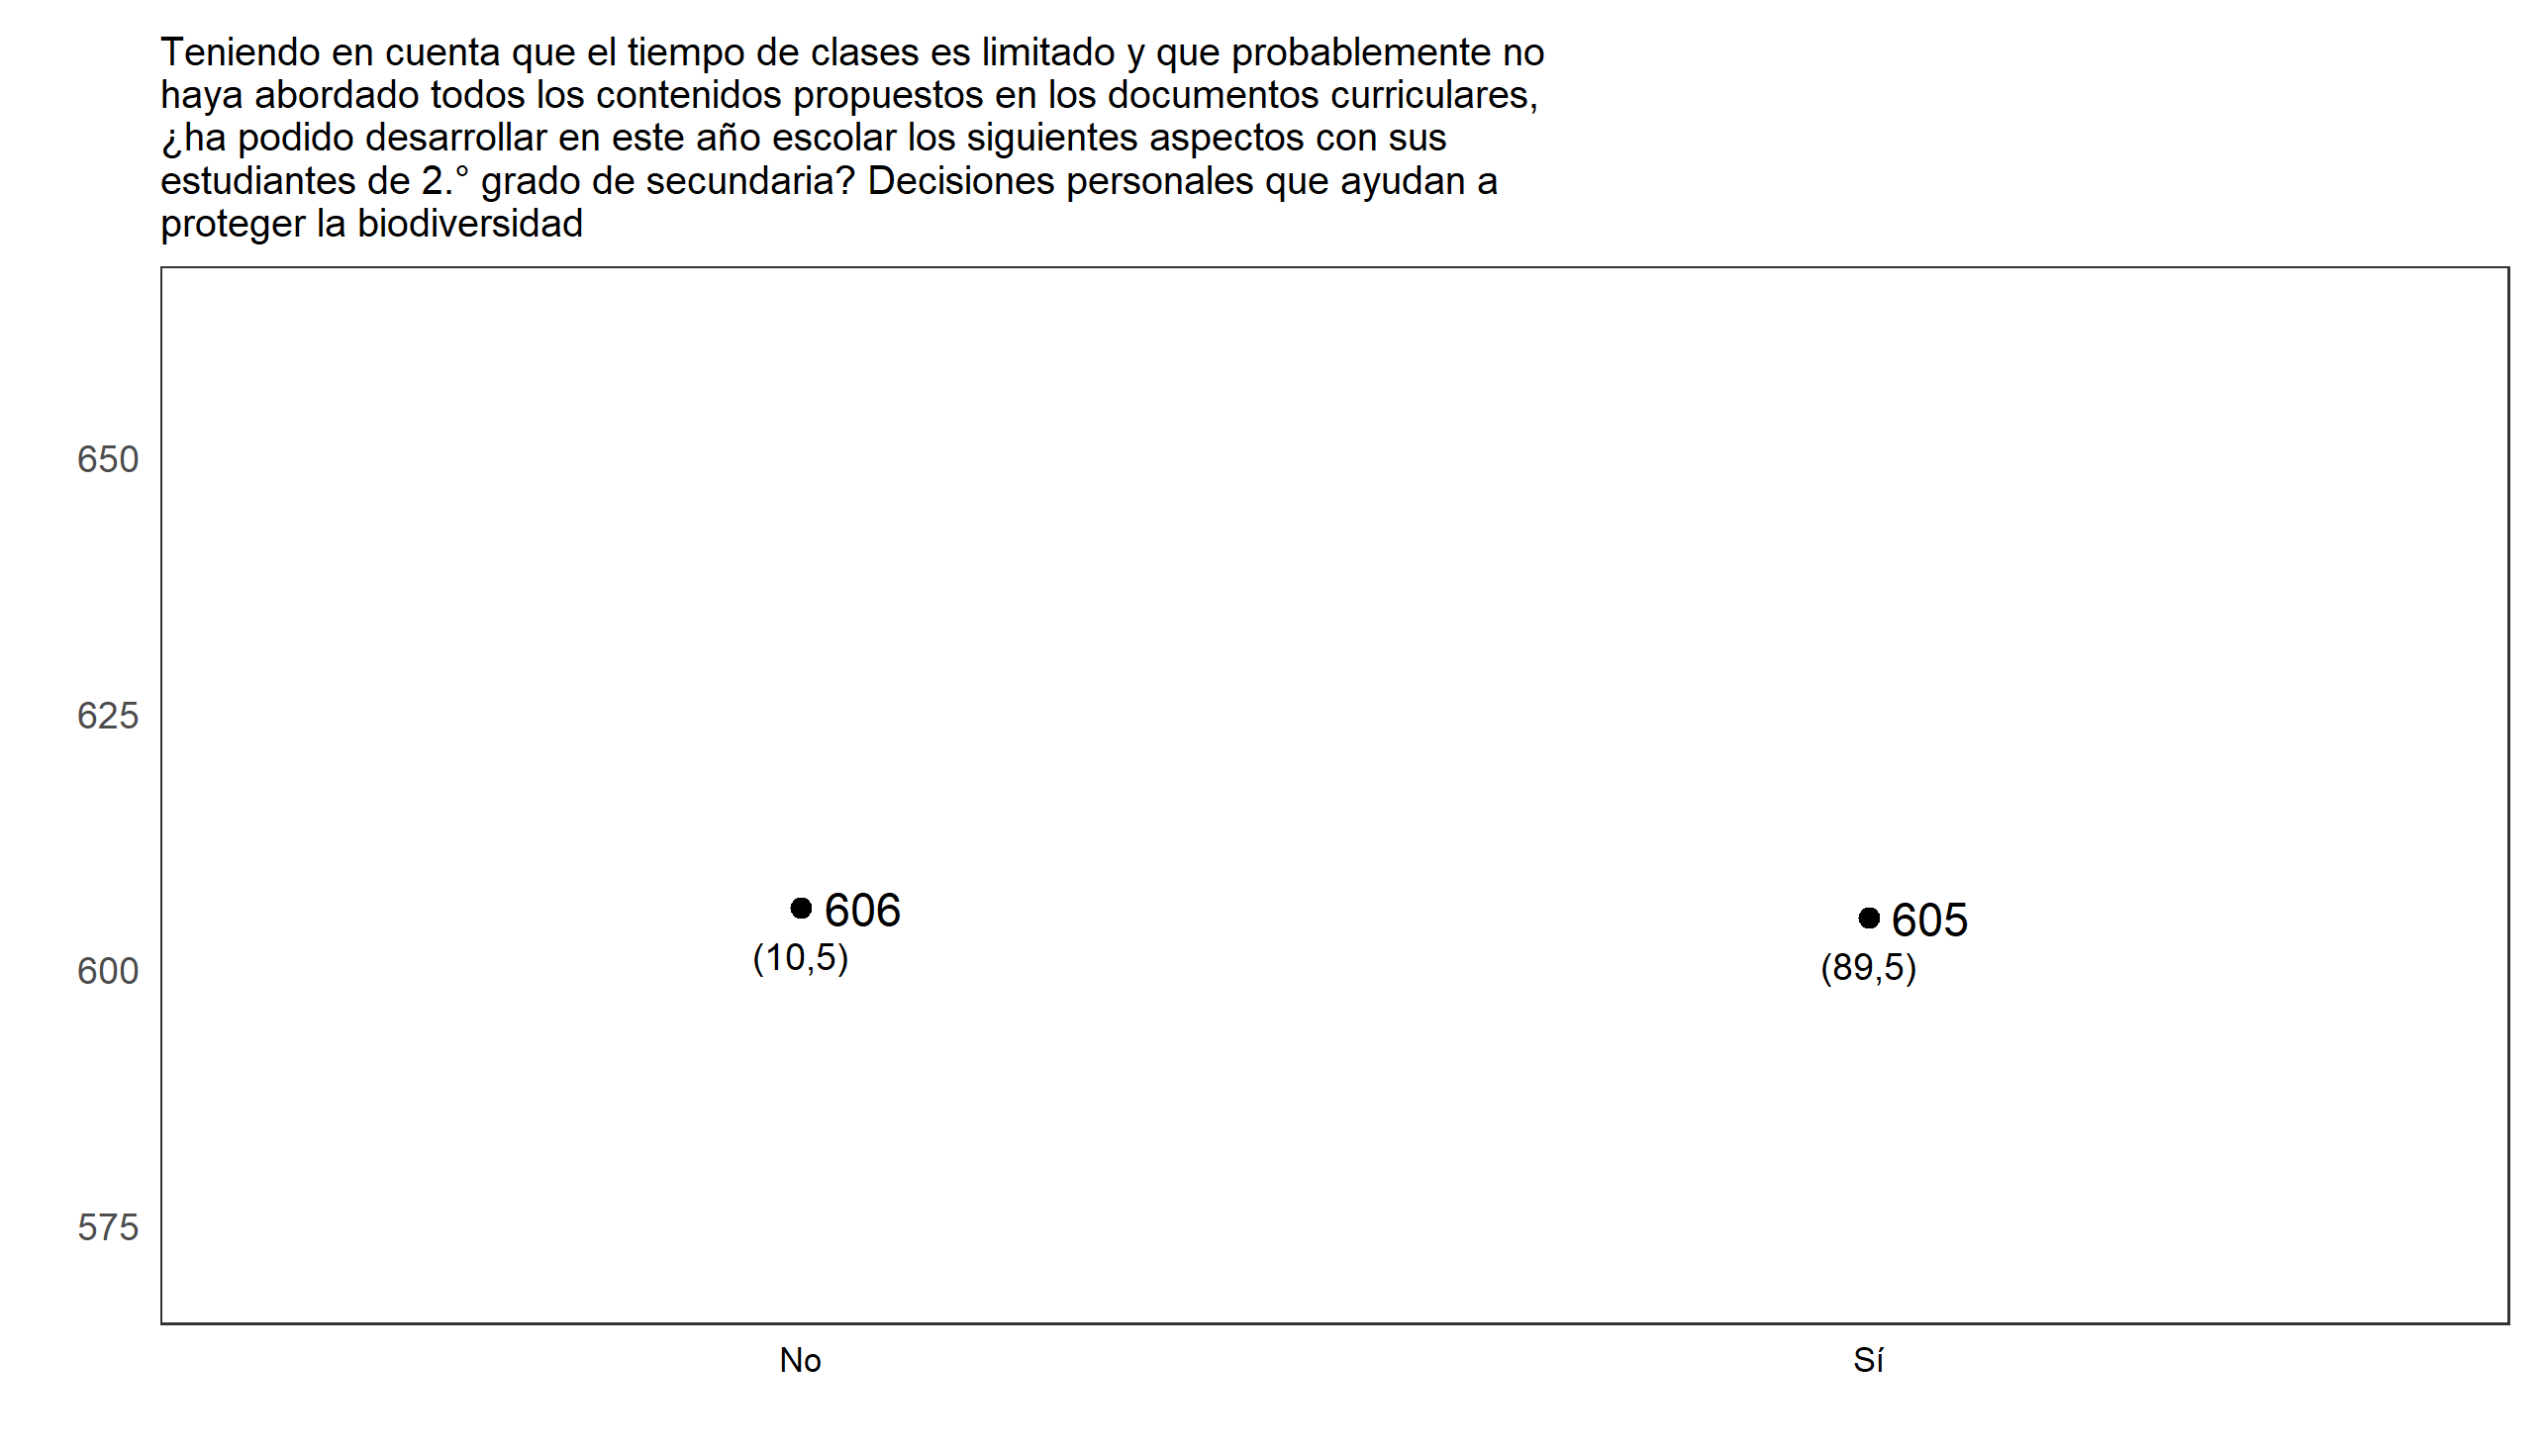 Teniendo en cuenta que el tiempo de clases es limitado y que probablemente no
haya abordado todos los contenidos propuestos en los documentos curriculares,
¿ha podido desarrollar en este año escolar los siguientes aspectos con sus
estudiantes de 2.° grado de secundaria? Decisiones personales que ayudan a
proteger la biodiversidad
650
625
606
605
(10,5)
(89,5)
600
575
No
Sí